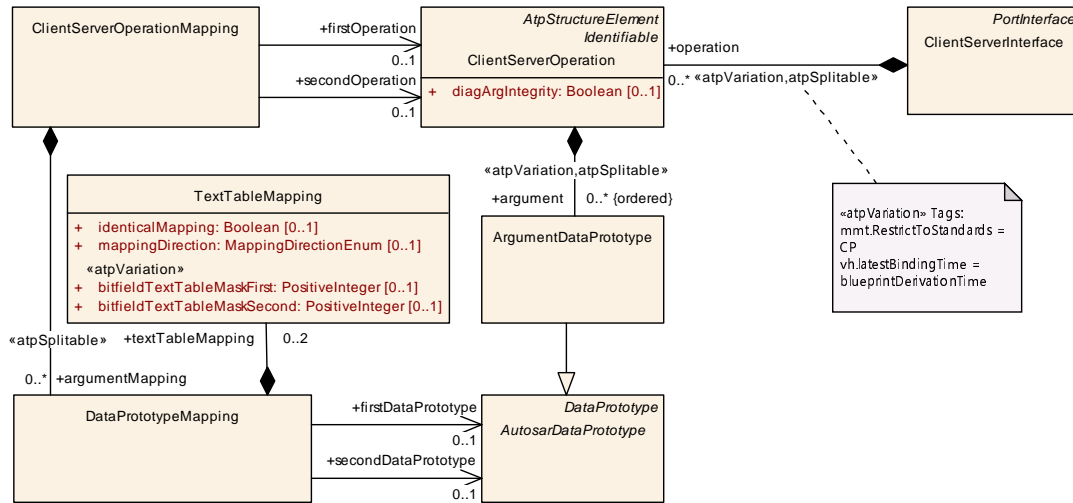 ClientServerOperationMapping
+firstOperation
0..1
+secondOperation
0..1
AtpStructureElement
Identifiable
ClientServerOperation
+ diagArgIntegrity: Boolean [0..1]
+operation
0..* «atpVariation,atpSplitable»
PortInterface
ClientServerInterface
«atpVariation,atpSplitable»
+argument 0..* {ordered}
TextTableMapping
+ identicalMapping: Boolean [0..1]
+ mappingDirection: MappingDirectionEnum [0..1]
«atpVariation»
+ bitfieldTextTableMaskFirst: PositiveInteger [0..1]
+ bitfieldTextTableMaskSecond: PositiveInteger [0..1]
ArgumentDataPrototype
«atpVariation» Tags:
mmt.RestrictToStandards =
CP
vh.latestBindingTime =
blueprintDerivationTime
«atpSplitable»
+textTableMapping 0..2
0..* +argumentMapping
DataPrototypeMapping
+firstDataPrototype
0..1
+secondDataPrototype
0..1
DataPrototype
AutosarDataPrototype